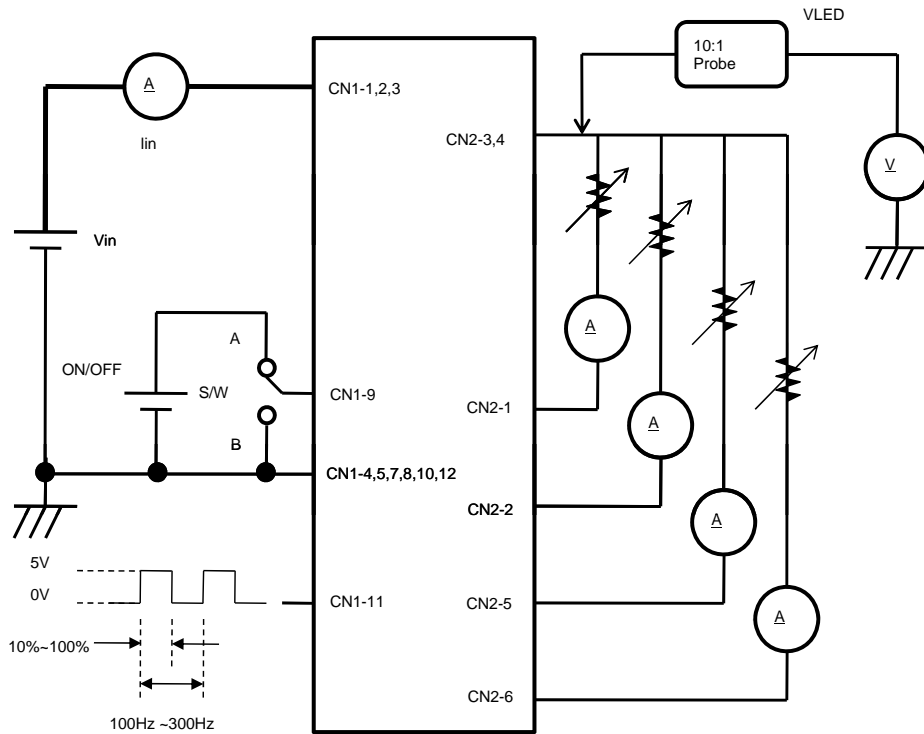 VLED
10:1
Probe
A
Iin
CN1-1,2,3
CN2-3,4
V
Vin
A
A
ON/OFF
S/W
CN1-9
CN2-1
B
A
CN1-4,5,7,8,10,12
CN2-2
A
5V
0V
CN1-11
CN2-5
A
10%~100%
CN2-6
100Hz ~300Hz